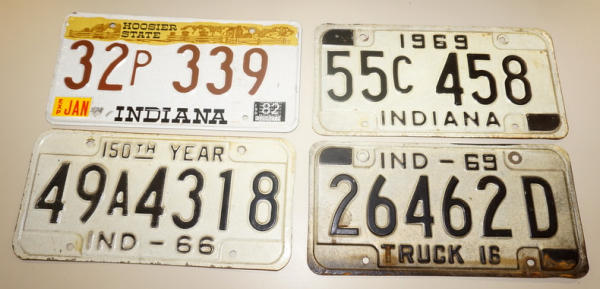 HOOSIER
STATE
32P 339
JAN 82
INDIANA
1969
55C 458
INDIANA
150TH YEAR
49A4318
IND - 66
IND - 69
26462D
TRUCK 16